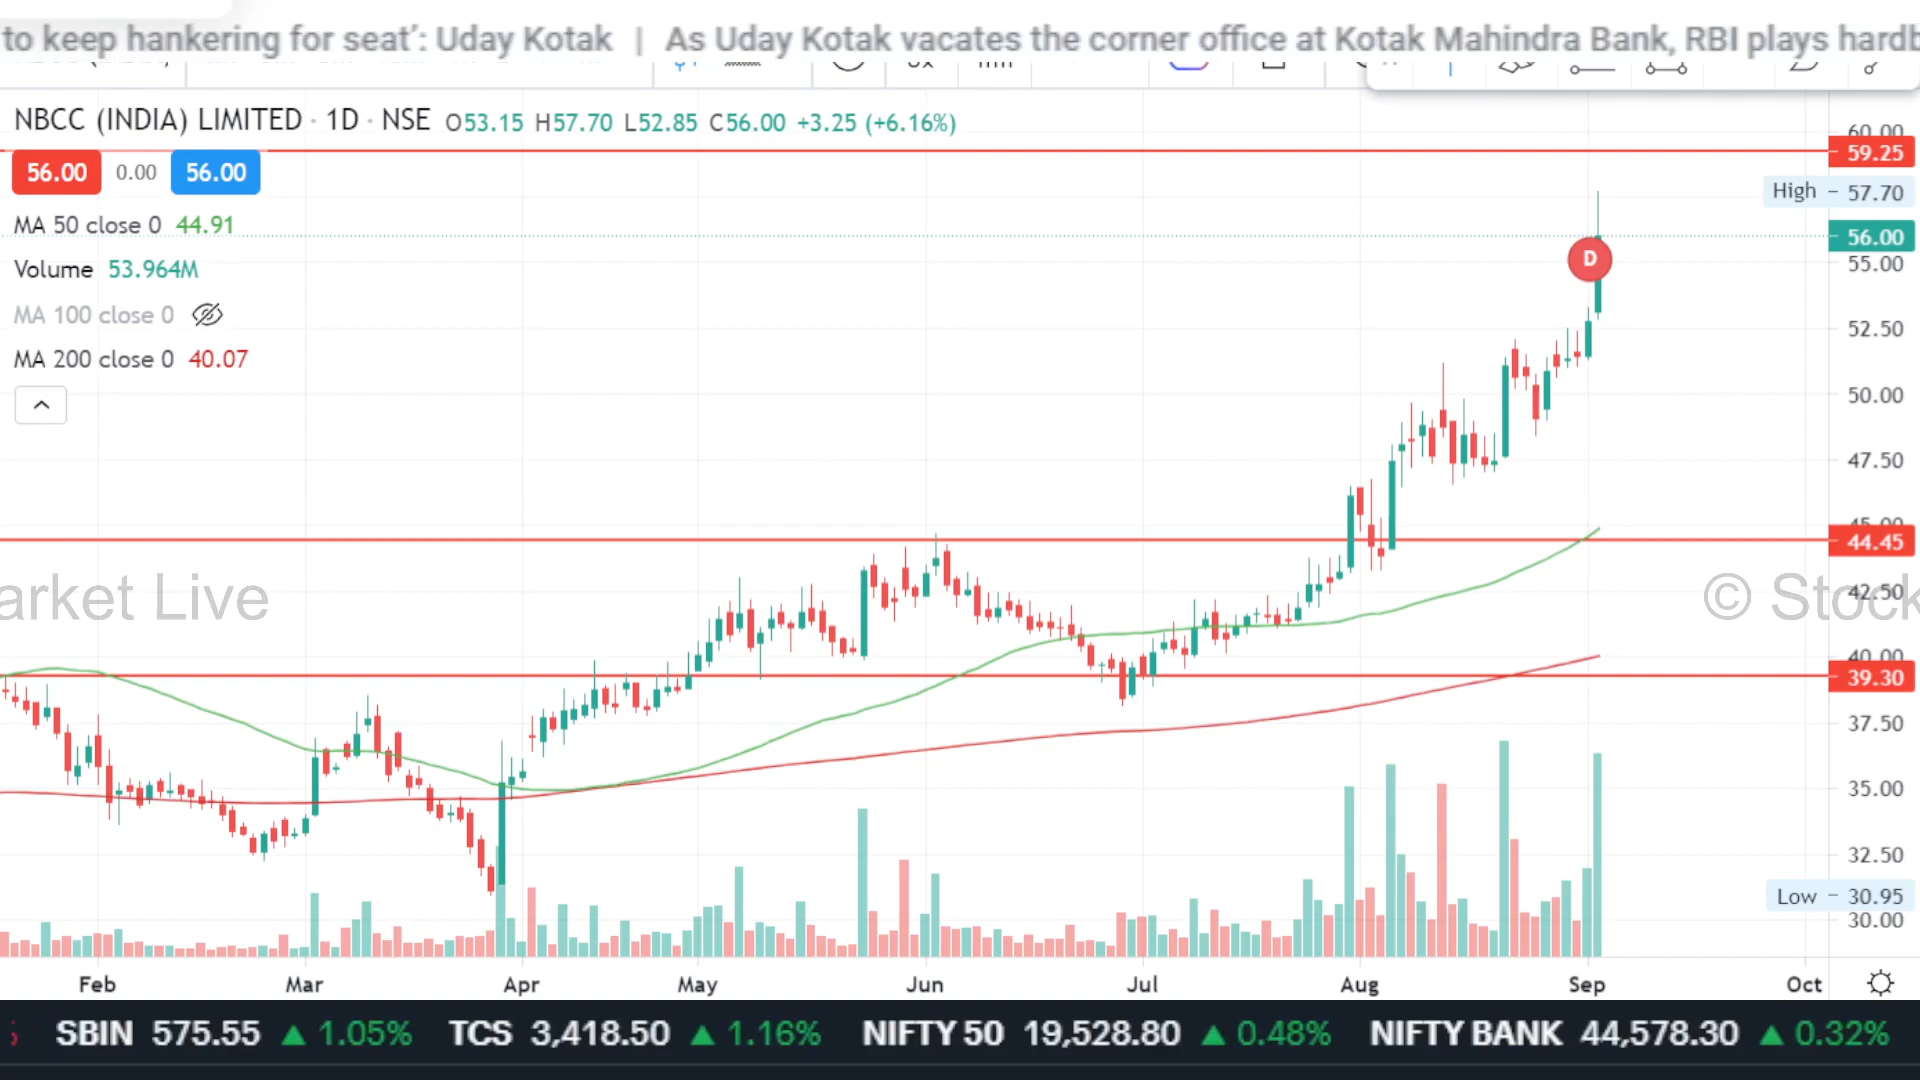 to keep hankering for seat’: Uday Kotak | As Uday Kotak vacates the corner office at Kotak Mahindra Bank, RBI plays
NBCC (INDIA) LIMITED · 1D · NSE O53.15 H57.70 L52.85 C56.00 +3.25 (+6.16%)
60.00
59.25
56.00 0.00 56.00
High 57.70
MA 50 close 0 44.91
56.00
55.00
Volume 53.964M
MA 100 close 0
52.50
MA 200 close 0 40.07
50.00
47.50
45.00
44.45
42.50
arket Live
© Stock
40.00
39.30
37.50
35.00
32.50
Low 30.95
30.00
Feb Mar Apr May Jun Jul Aug Sep Oct
D
SBIN 575.55 ▲ 1.05% TCS 3,418.50 ▲ 1.16% NIFTY 50 19,528.80 ▲ 0.48% NIFTY BANK 44,578.30 ▲ 0.32%